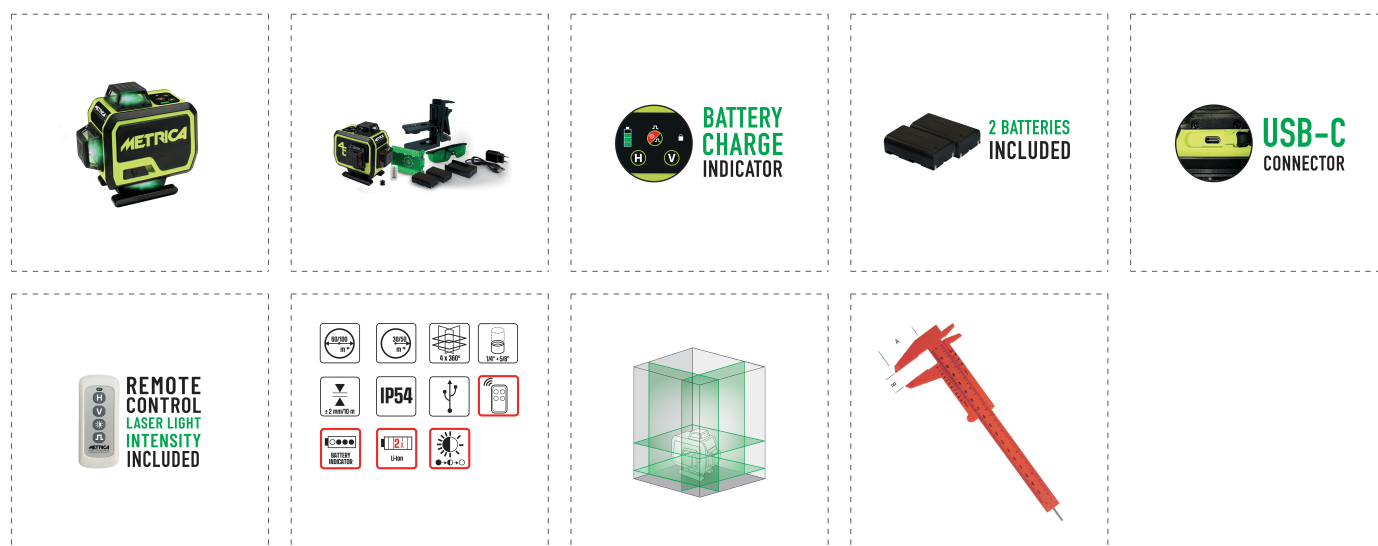 METRICA
BATTERY
CHARGE
INDICATOR
H
V
2 BATTERIES
INCLUDED
USB-C
CONNECTOR
H
V
METRICA
REMOTE
CONTROL
LASER LIGHT
INTENSITY
INCLUDED
60/100
m *
30/50
m *
4 x 360°
1/4" + 5/8"
± 2 mm/10 m
IP54
BATTERY
INDICATOR
2x
Li-Ion
A
B